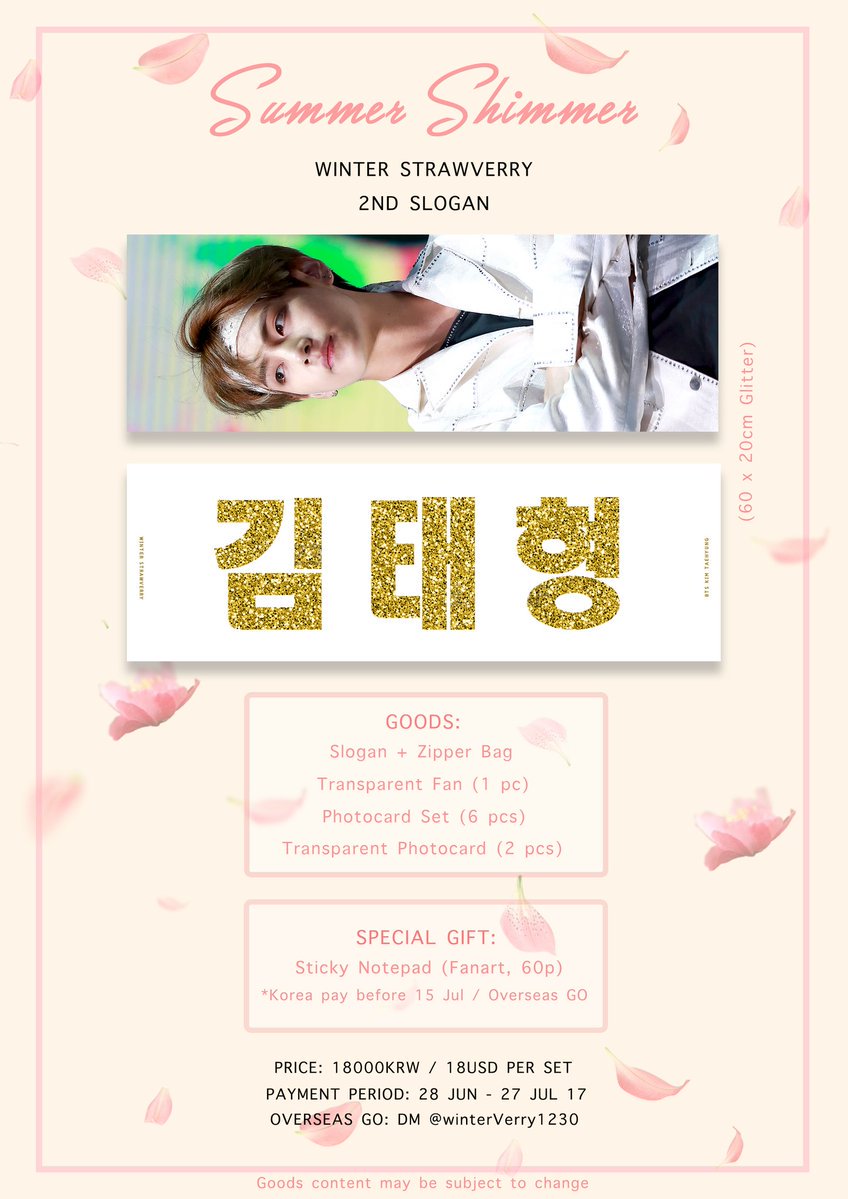 Summer Shimmer
WINTER STRAWVERRY
2ND SLOGAN
(60 x 20cm Glitter)
WINTER STRAWVERRY
김태형
BTS KIM TAEHYUNG
GOODS:
Slogan + Zipper Bag
Transparent Fan (1 pc)
Photocard Set (6 pcs)
Transparent Photocard (2 pcs)
SPECIAL GIFT:
Sticky Notepad (Fanart, 60p)
*Korea pay before 15 Jul / Overseas GO
PRICE: 18000KRW / 18USD PER SET
PAYMENT PERIOD: 28 JUN - 27 JUL 17
OVERSEAS GO: DM @winterVerry1230
Goods content may be subject to change